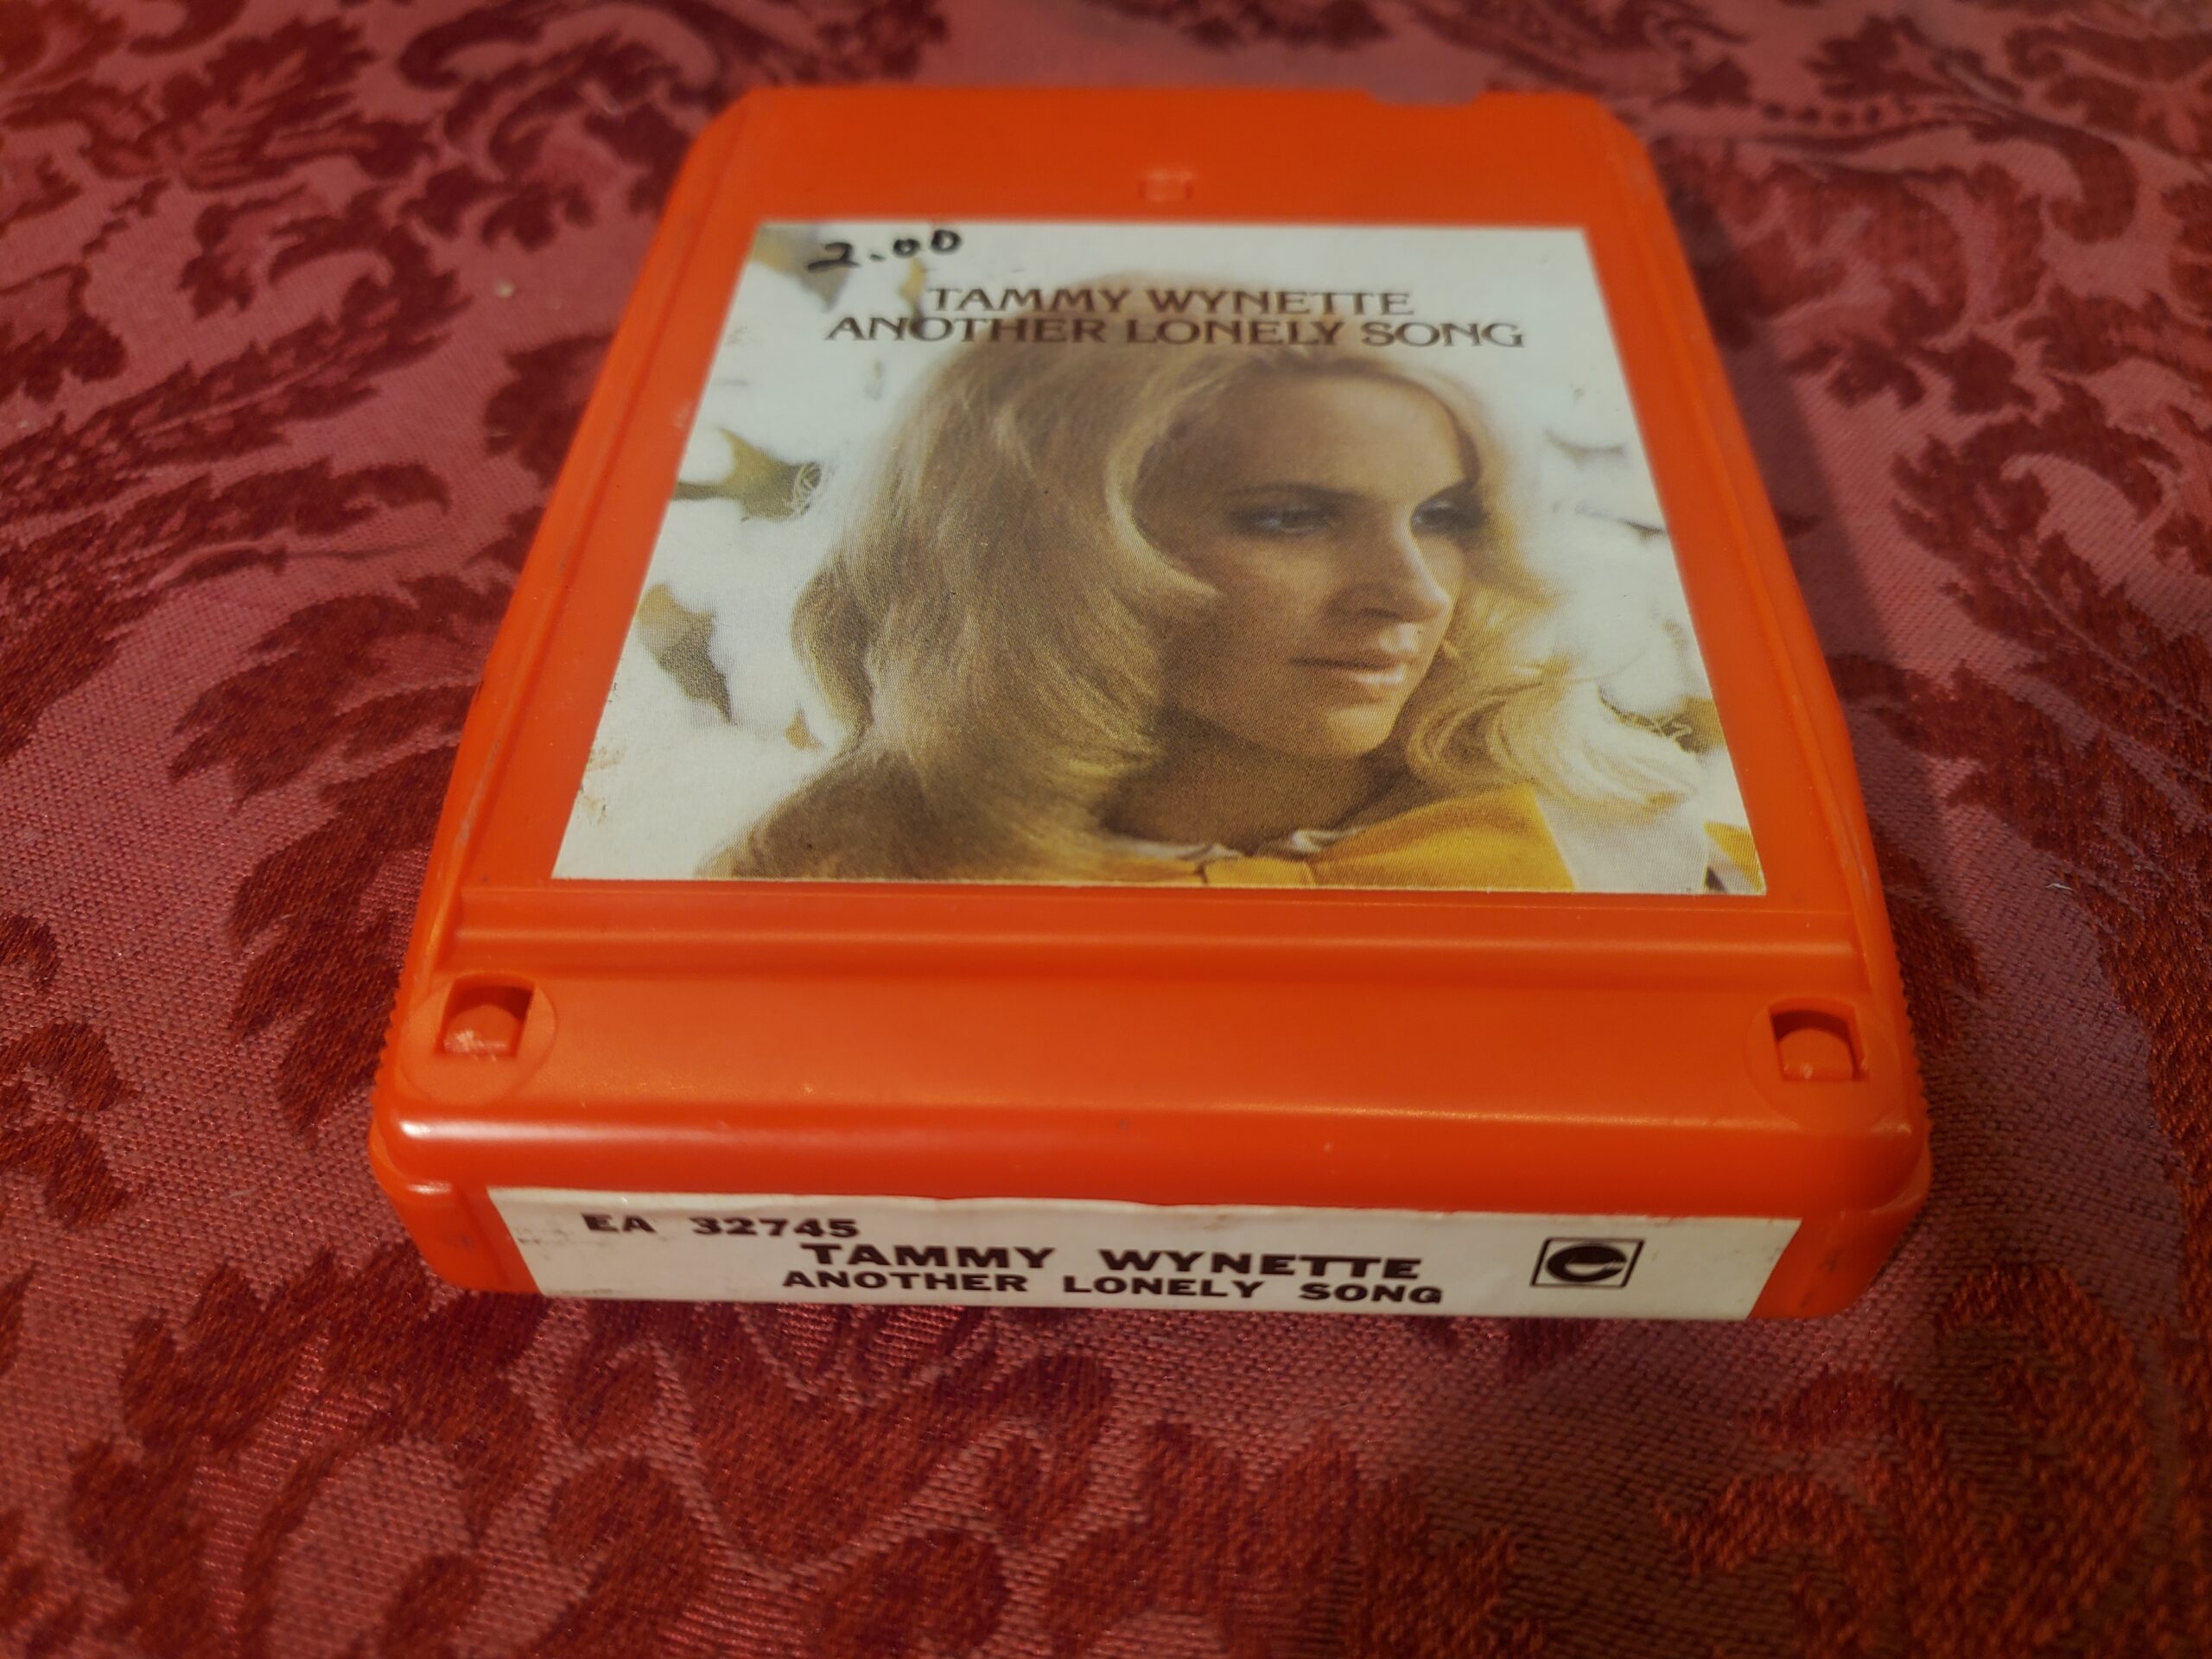 2.00
TAMMY WYNETTE
ANOTHER LONELY SONG
EA 32745
TAMMY WYNETTE
ANOTHER LONELY SONG